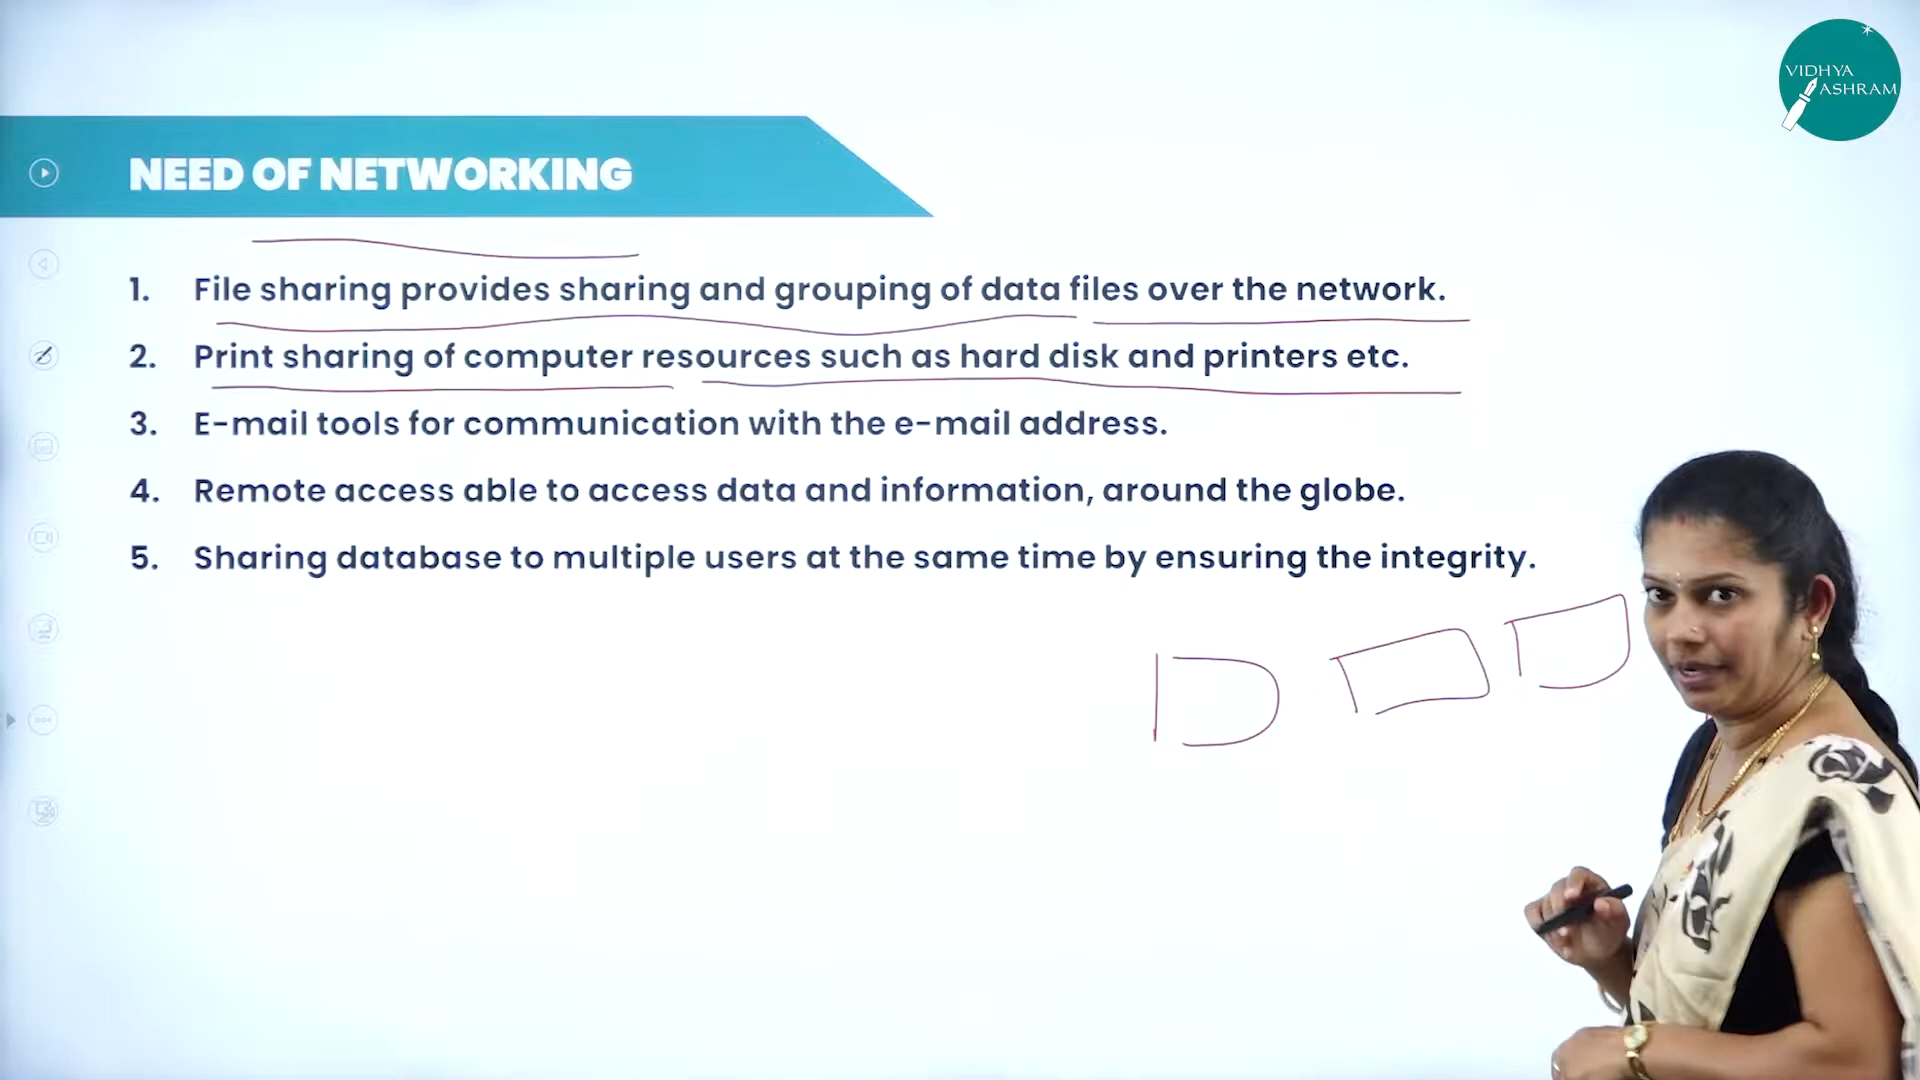 VIDHYA
ASHRAM
NEED OF NETWORKING
1. File sharing provides sharing and grouping of data files over the network.
2. Print sharing of computer resources such as hard disk and printers etc.
3. E-mail tools for communication with the e-mail address.
4. Remote access able to access data and information, around the globe.
5. Sharing database to multiple users at the same time by ensuring the integrity.